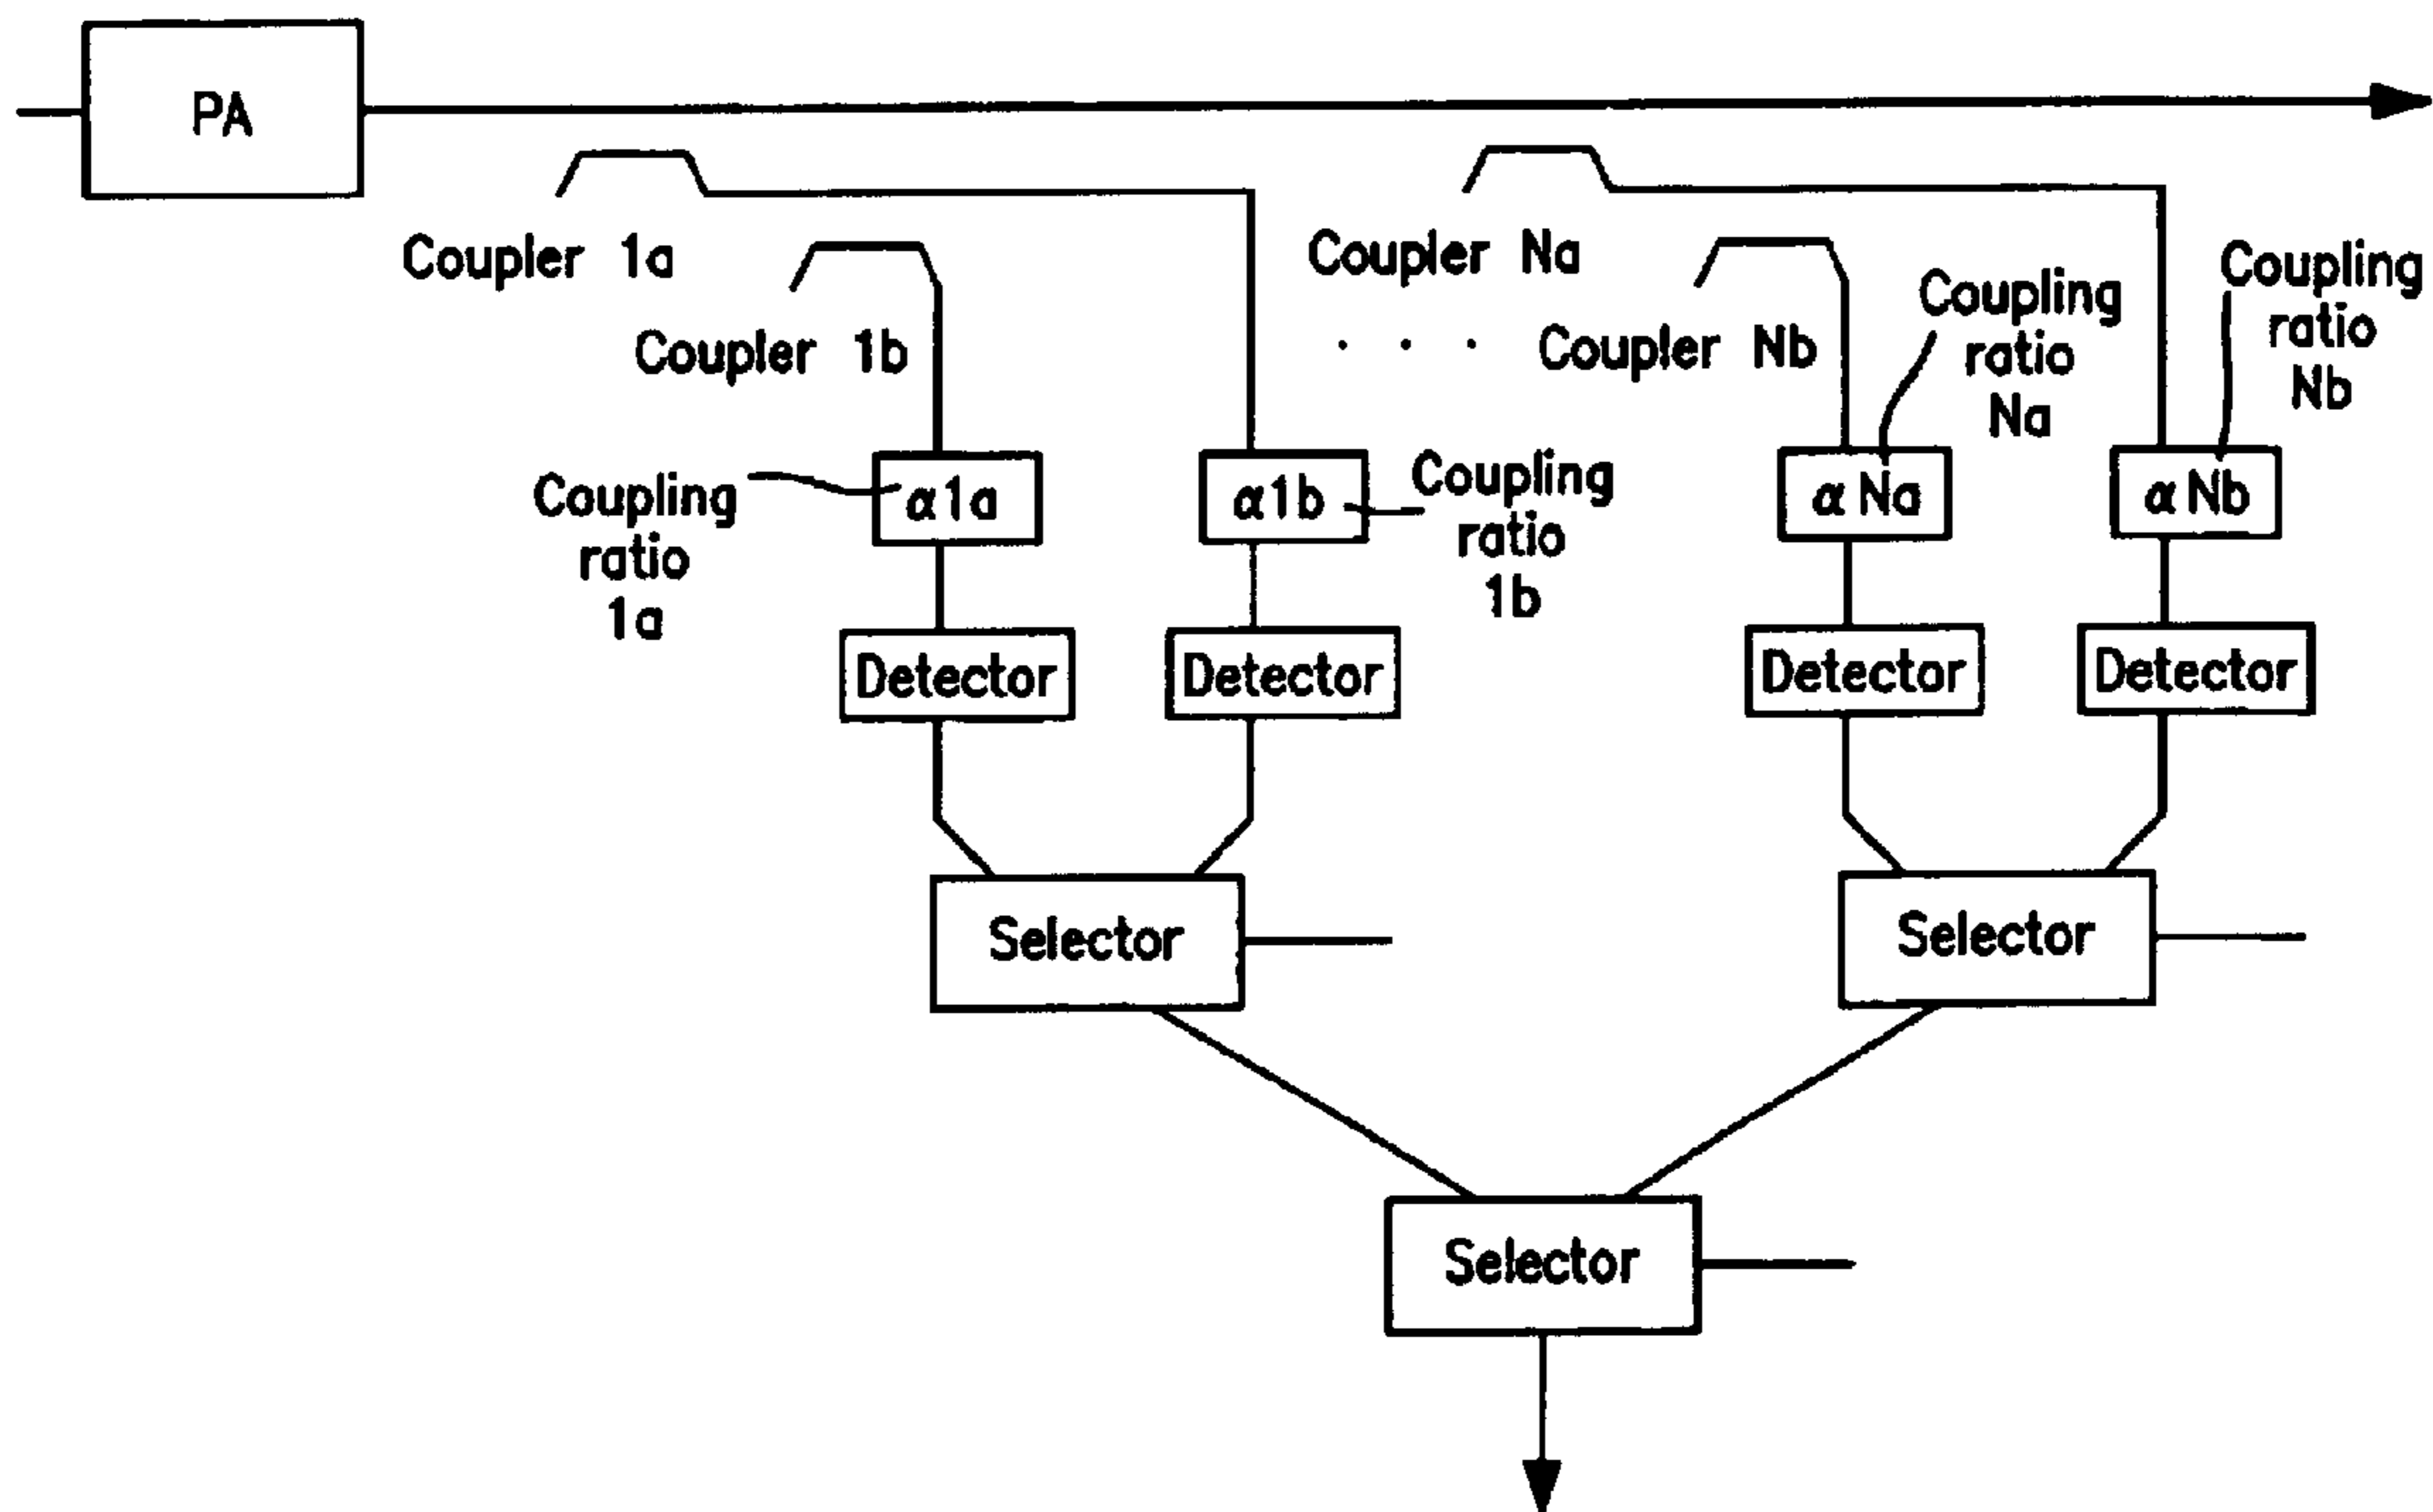 PA
Coupler 1a
Coupler 1b
Coupler Na
. . .
Coupler Nb
Coupling
ratio
Na
Coupling
ratio
Nb
Coupling
ratio
1a
α1a
α1b
Coupling
ratio
1b
α Na
α Nb
Detector
Detector
Detector
Detector
Selector
Selector
Selector